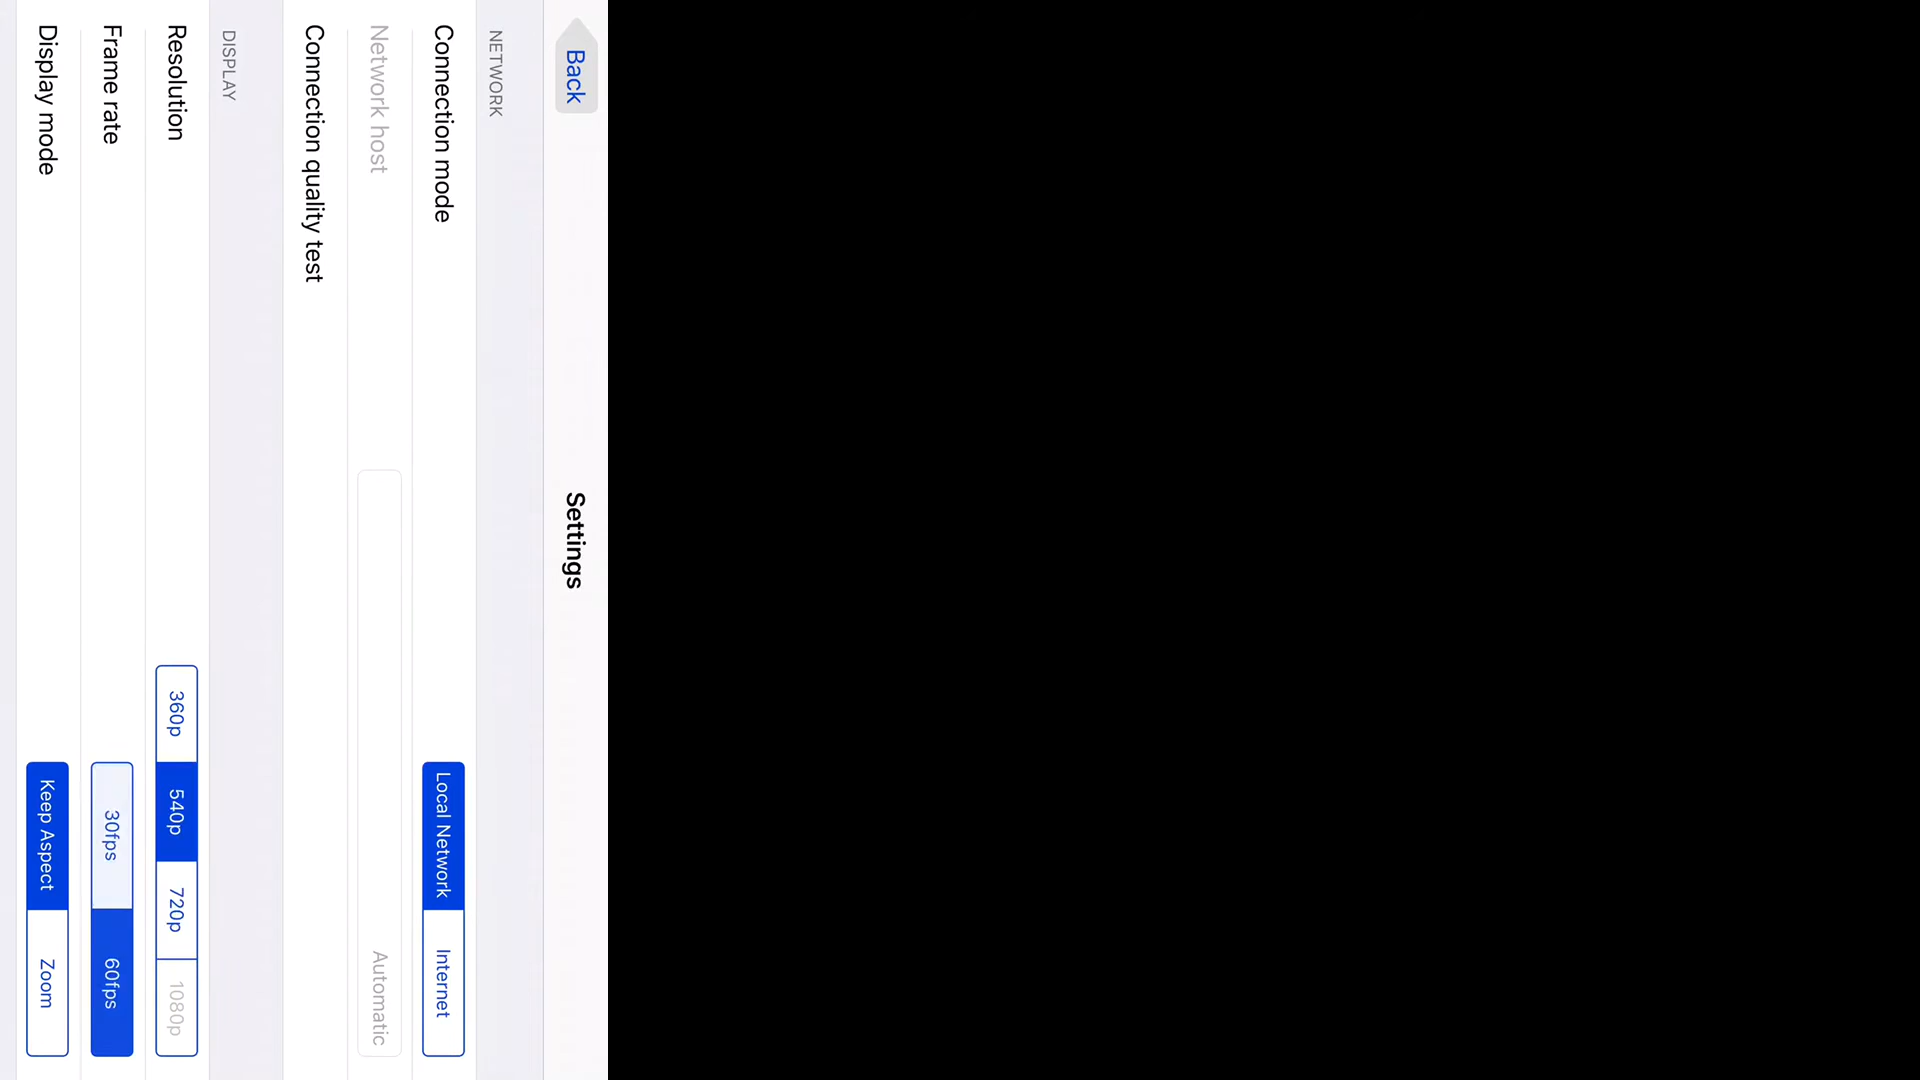 Back
Settings
NETWORK
Connection mode
Local Network
Internet
Network host
Automatic
Connection quality test
DISPLAY
Resolution
360p
540p
720p
1080p
Frame rate
30fps
60fps
Display mode
Keep Aspect
Zoom